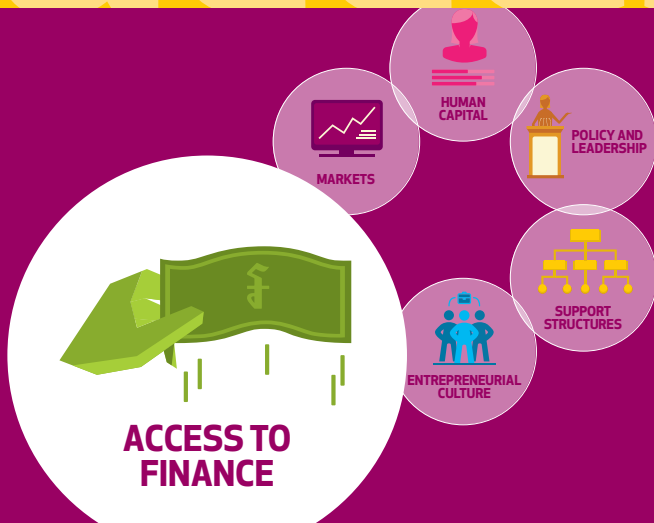 HUMAN
CAPITAL
POLICY AND
LEADERSHIP
MARKETS
SUPPORT
STRUCTURES
ENTREPRENEURIAL
CULTURE
ACCESS TO
FINANCE